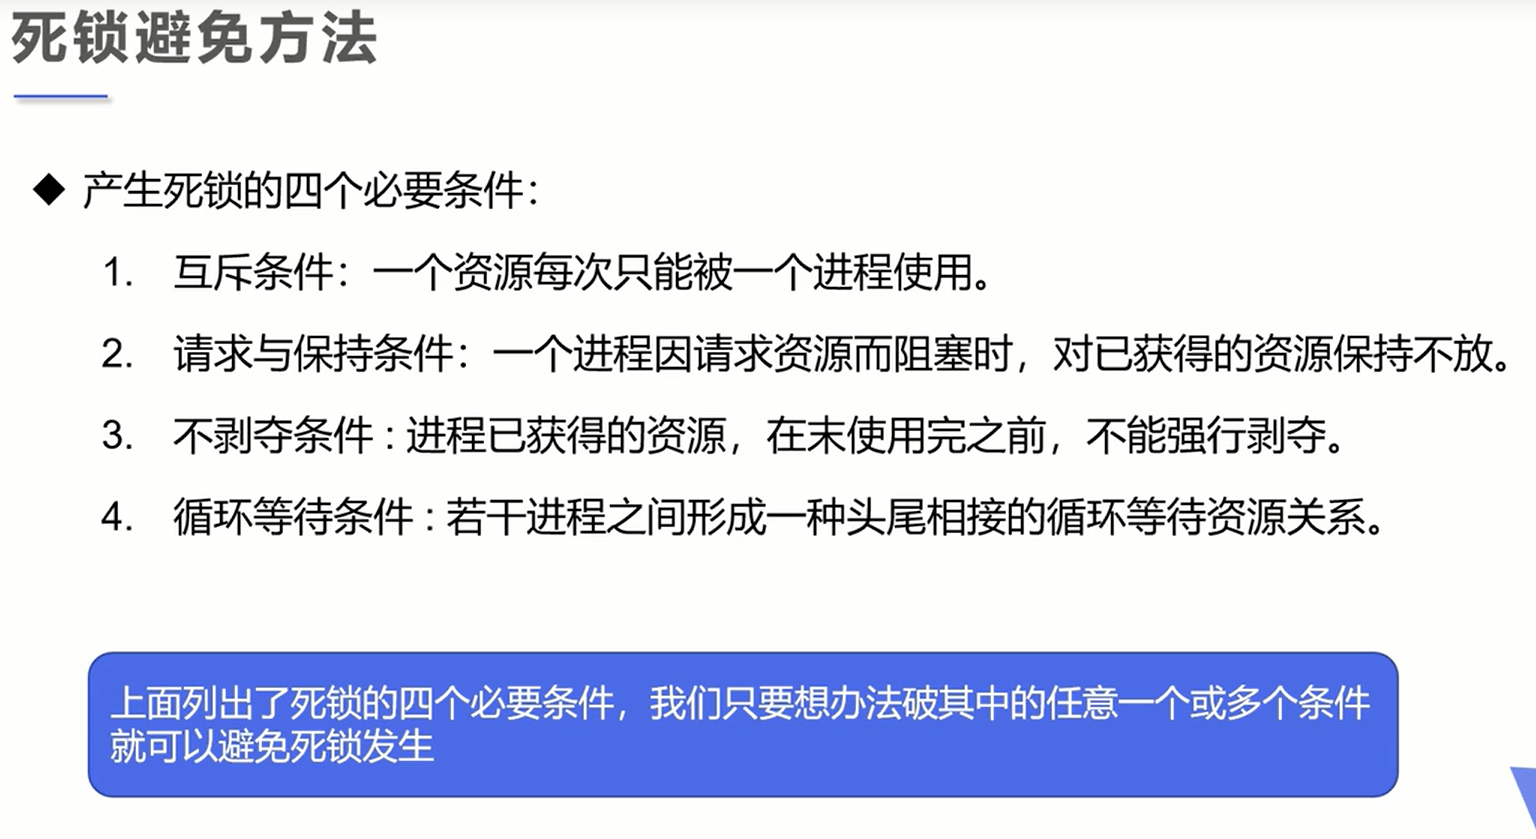 死锁避免方法
◆ 产生死锁的四个必要条件：
1. 互斥条件：一个资源每次只能被一个进程使用。
2. 请求与保持条件：一个进程因请求资源而阻塞时，对已获得的资源保持不放。
3. 不剥夺条件 : 进程已获得的资源，在末使用完之前，不能强行剥夺。
4. 循环等待条件 : 若干进程之间形成一种头尾相接的循环等待资源关系。
上面列出了死锁的四个必要条件，我们只要想办法破其中的任意一个或多个条件
就可以避免死锁发生